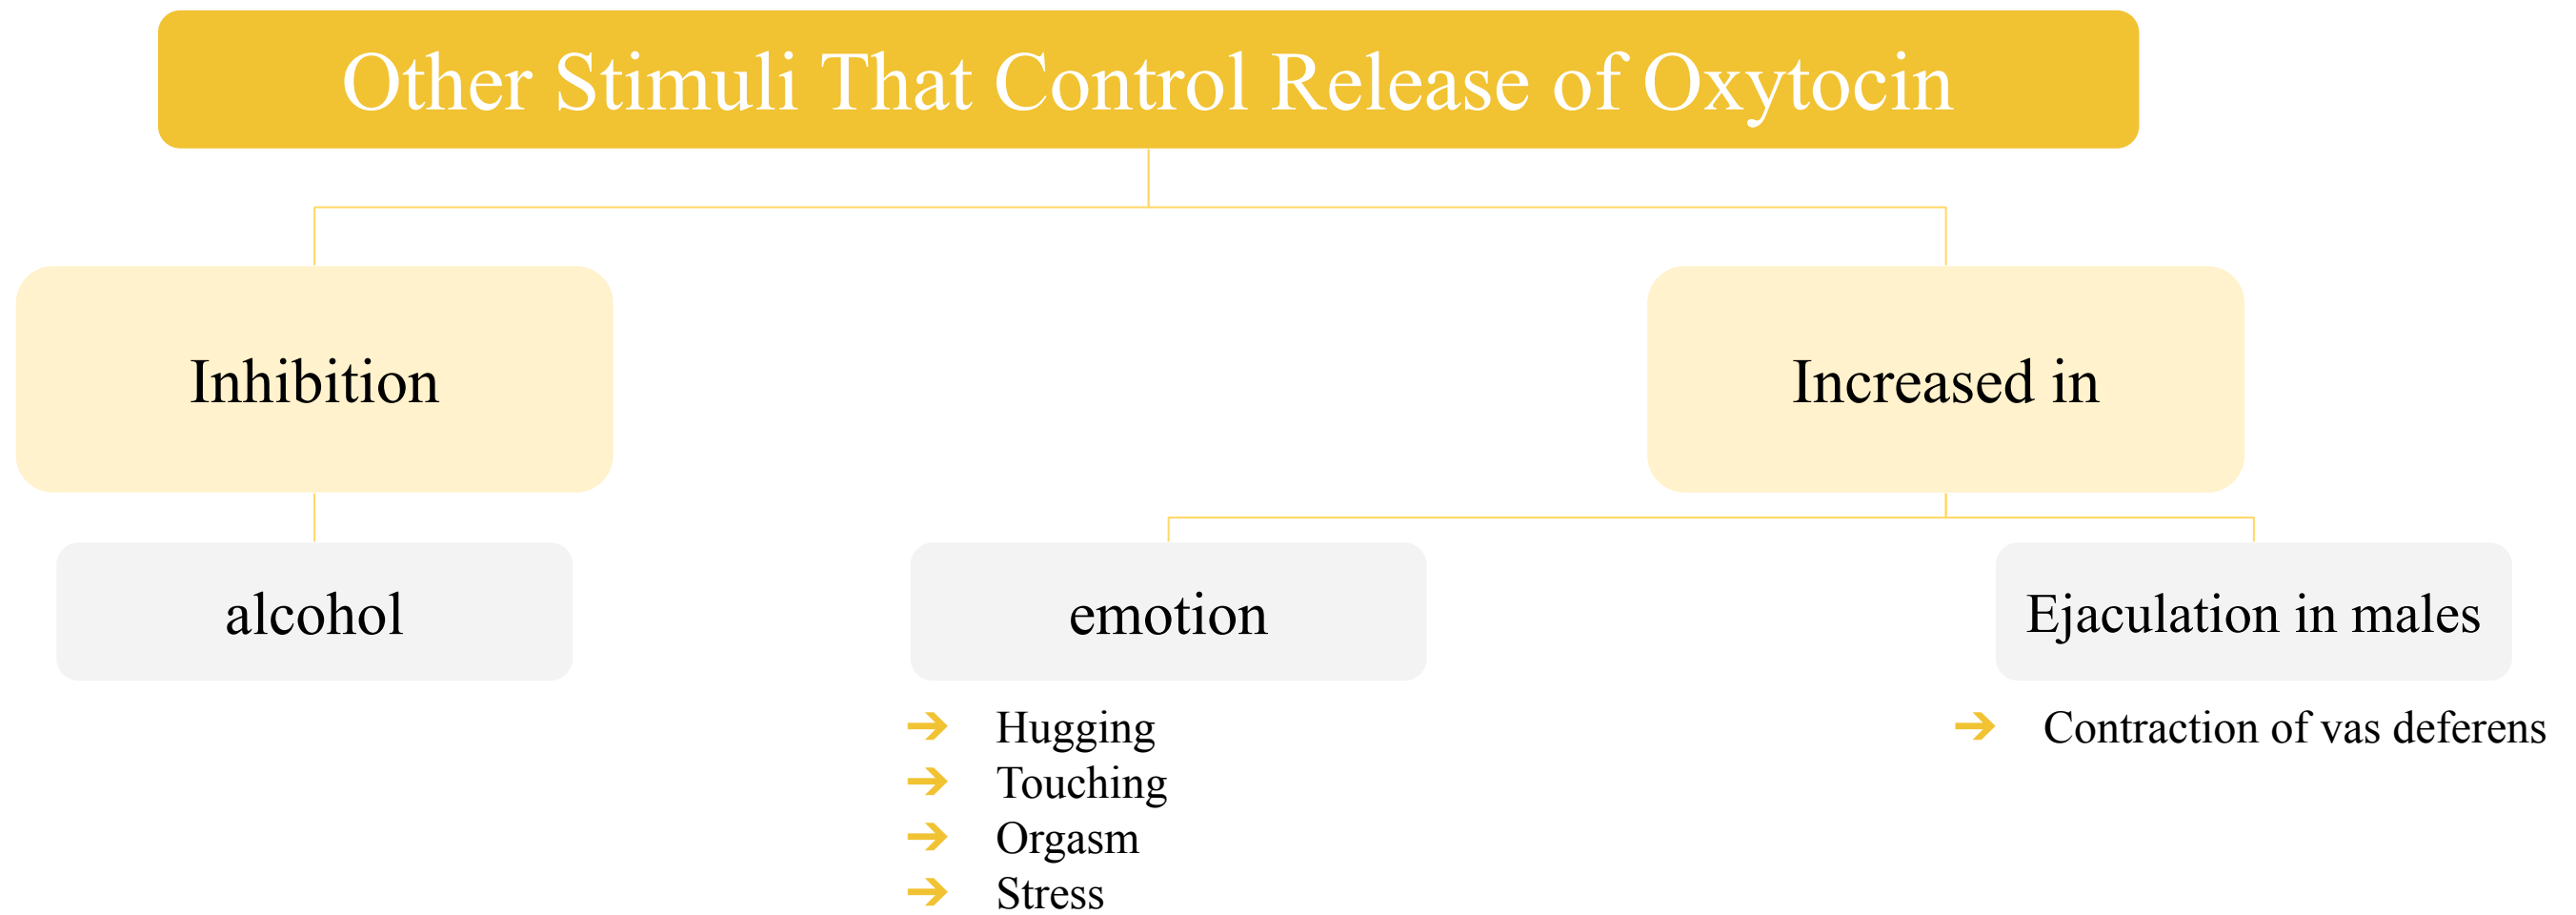 Other Stimuli That Control Release of Oxytocin
Inhibition
Increased in
alcohol
emotion
Ejaculation in males
➔ Hugging
➔ Touching
➔ Orgasm
➔ Stress
➔ Contraction of vas deferens